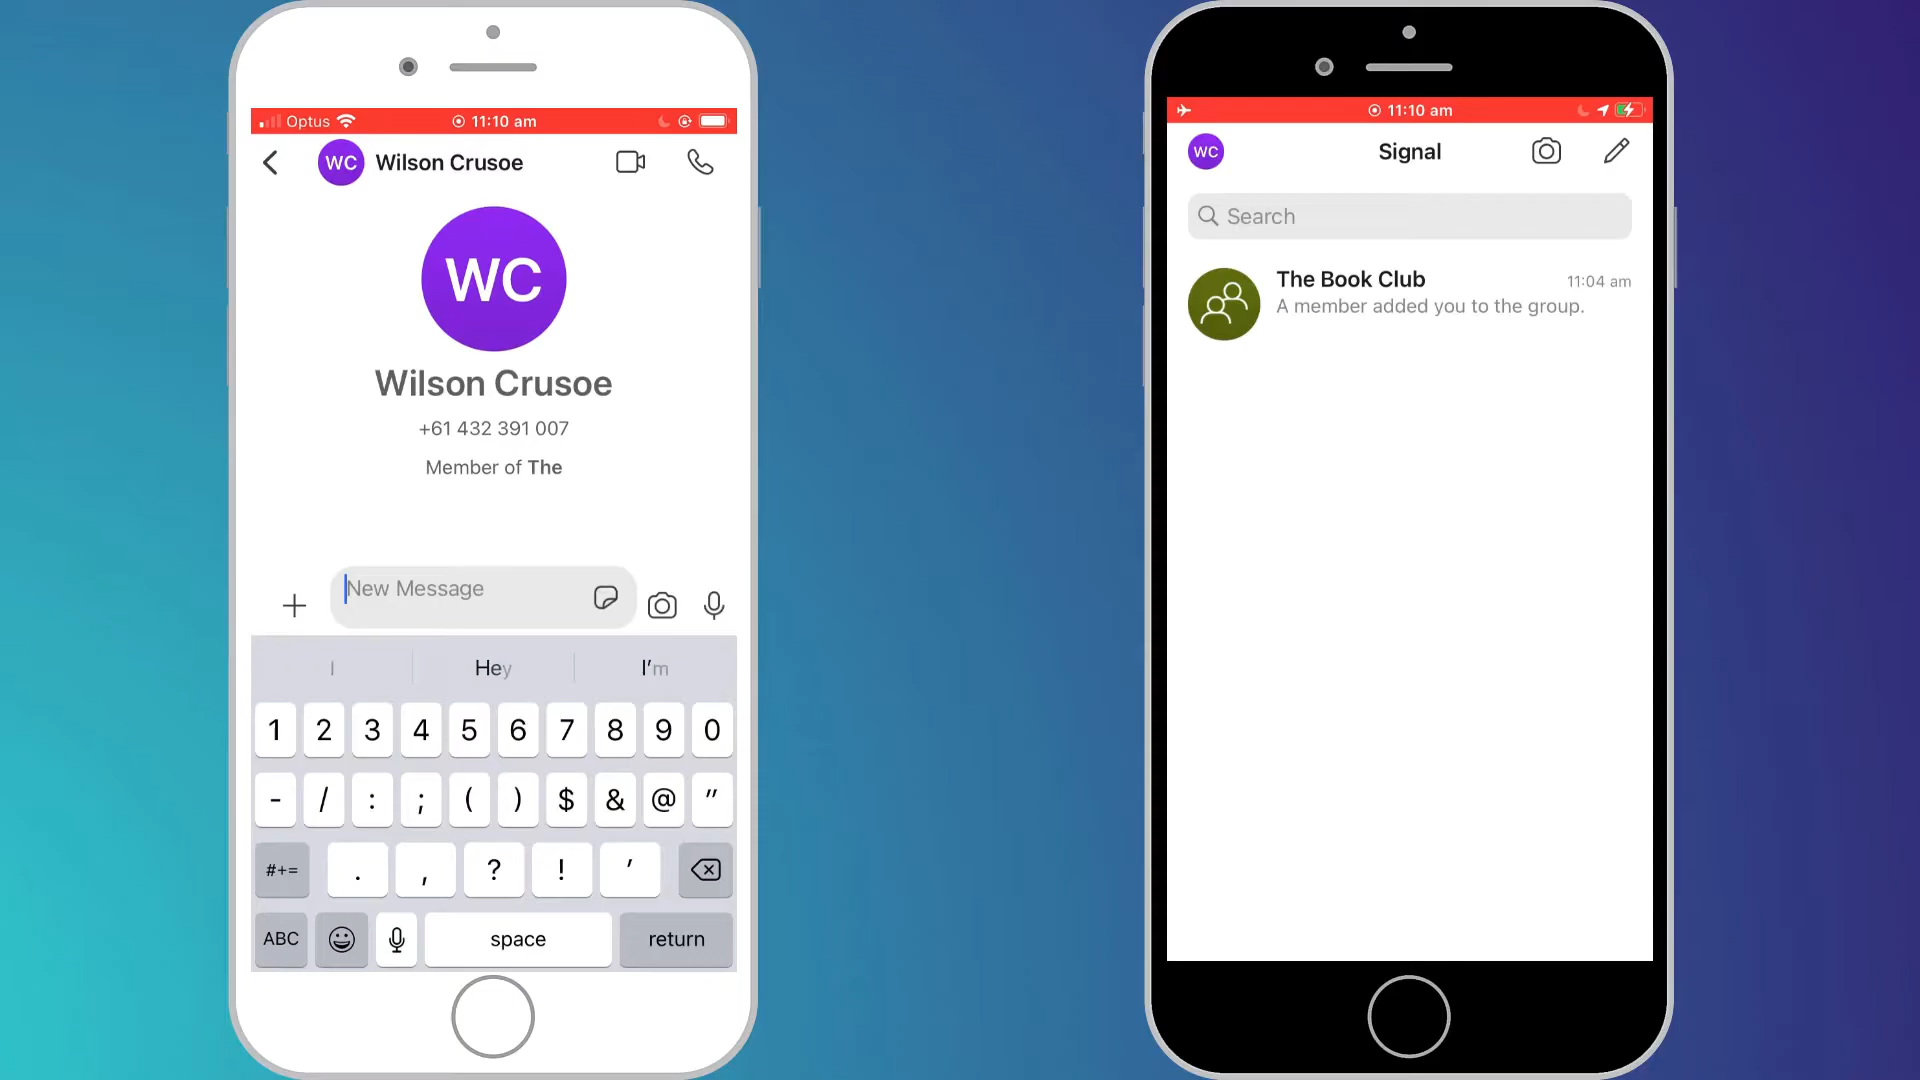 Optus 11:10 am
WC Wilson Crusoe
WC
Wilson Crusoe
+61 432 391 007
Member of The
New Message
I Hey I'm
1 2 3 4 5 6 7 8 9 0
- / : ; ( ) $ & @ "
#+= . , ? ! '
ABC space return
11:10 am
WC Signal
Search
The Book Club 11:04 am
A member added you to the group.